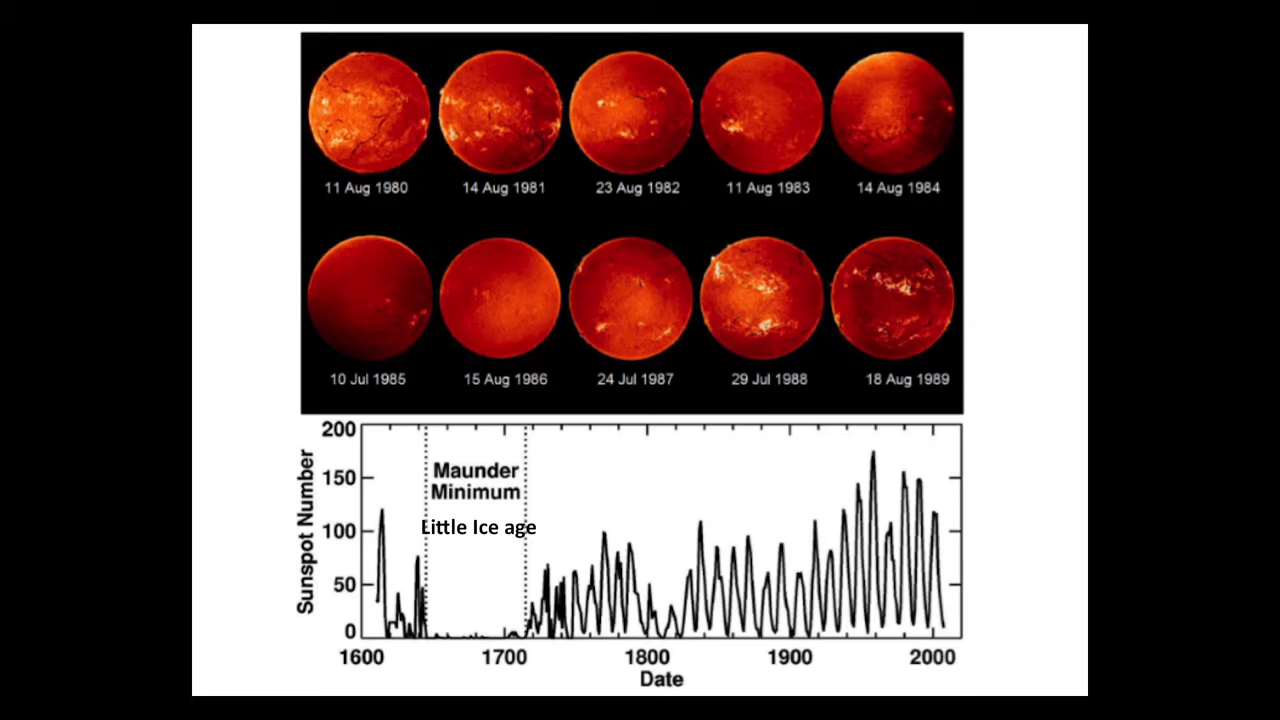 11 Aug 1980 14 Aug 1981 23 Aug 1982 11 Aug 1983 14 Aug 1984
10 Jul 1985 15 Aug 1986 24 Jul 1987 29 Jul 1988 18 Aug 1989
Sunspot Number
200
150
100
50
0
Maunder
Minimum
Little Ice age
1600 1700 1800 1900 2000
Date